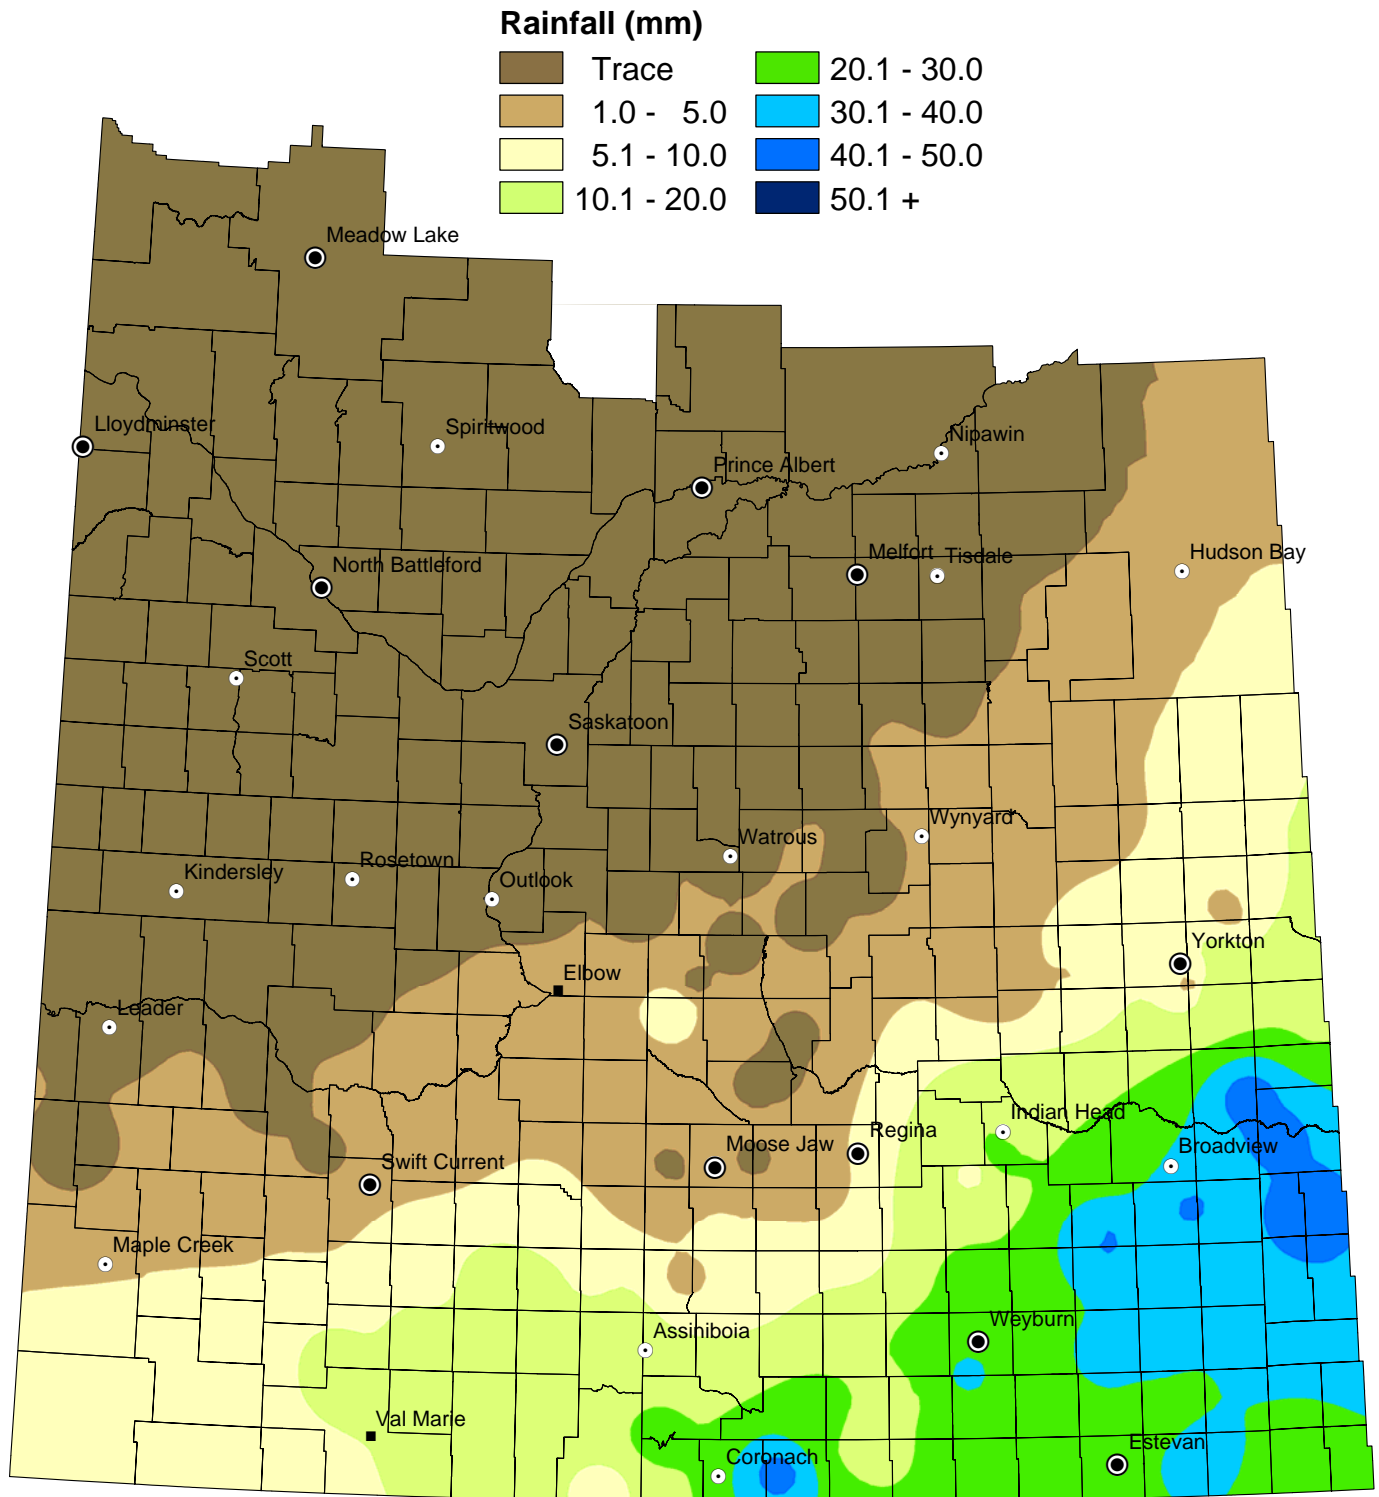 Rainfall (mm)
Trace
20.1 - 30.0
1.0 - 5.0
30.1 - 40.0
5.1 - 10.0
40.1 - 50.0
10.1 - 20.0
50.1 +
Meadow Lake
Lloydminster
Spiritwood
Nipawin
Prince Albert
Hudson Bay
Melfort
Tisdale
North Battleford
Scott
Saskatoon
Wynyard
Watrous
Rosetown
Kindersley
Outlook
Yorkton
Elbow
Leader
Indian Head
Regina
Moose Jaw
Broadview
Swift Current
Maple Creek
Weyburn
Assiniboia
Val Marie
Estevan
Coronach